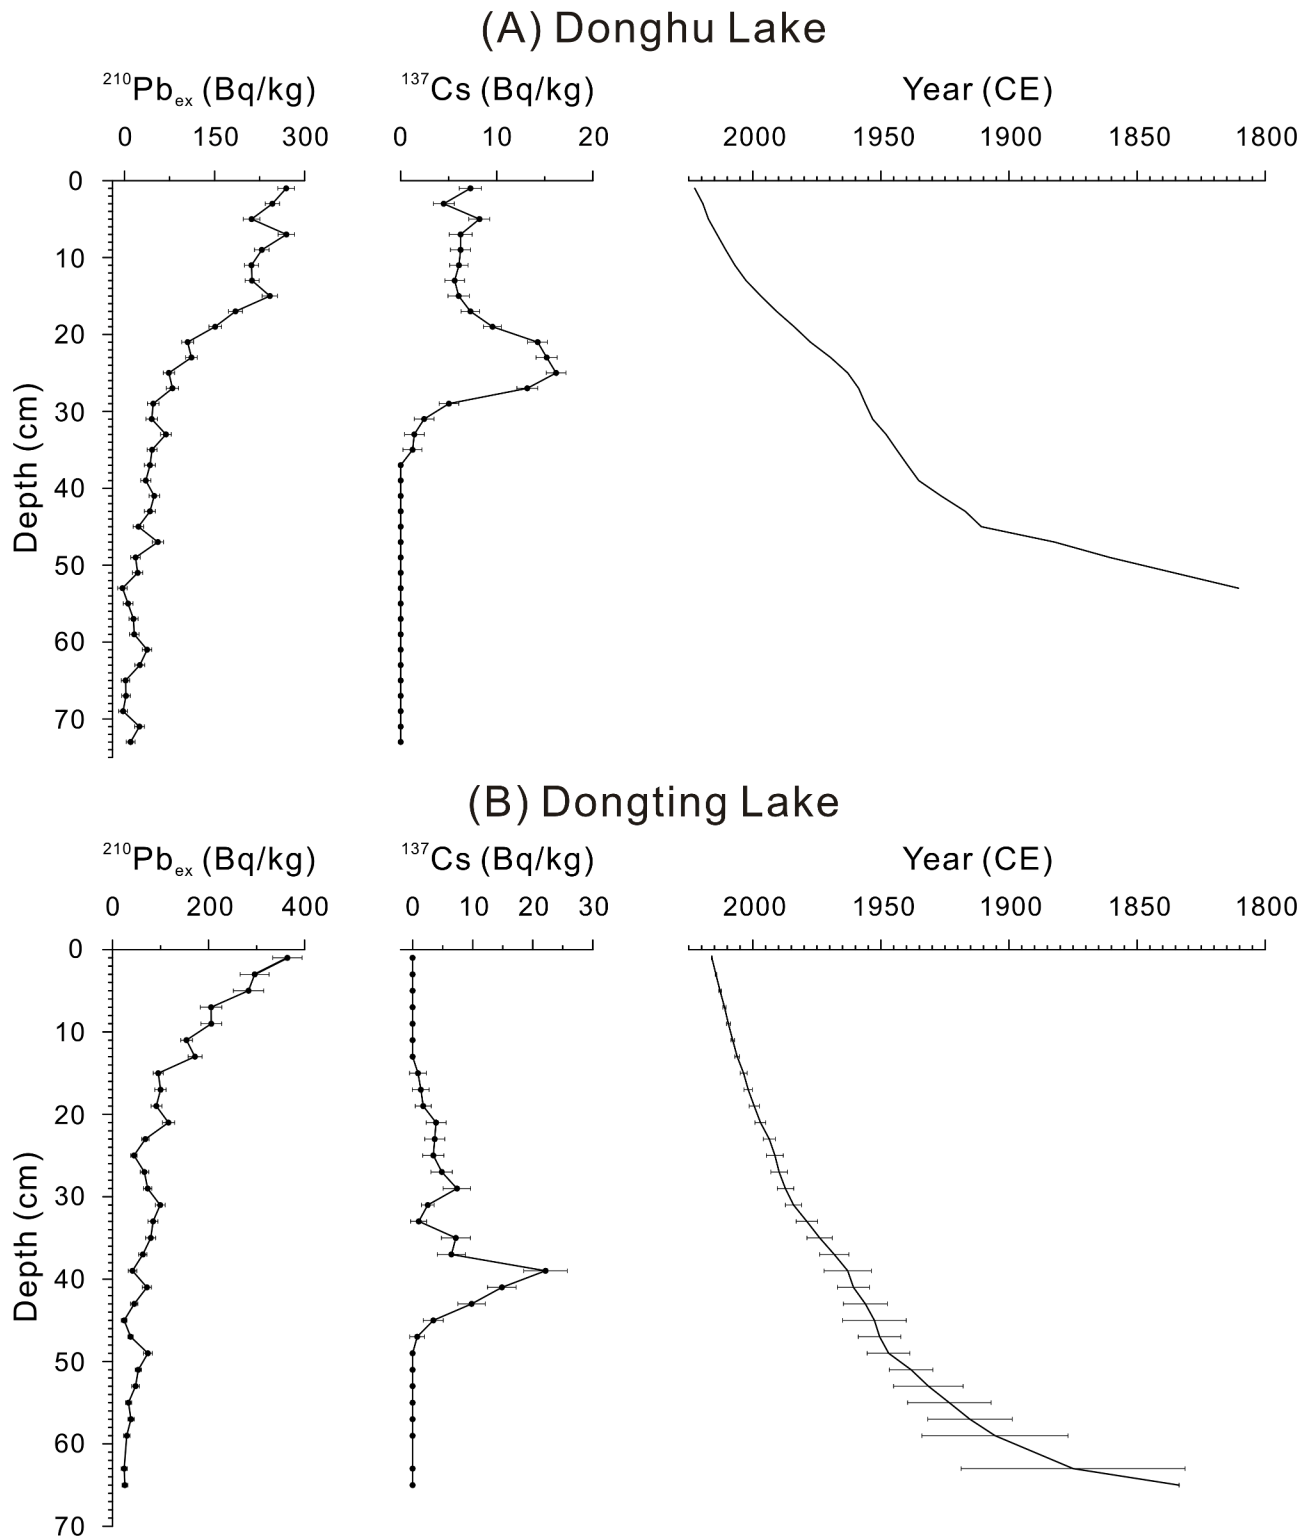 (A) Donghu Lake
²¹⁰Pbₑₓ (Bq/kg) ¹³⁷Cs (Bq/kg) Year (CE)
0 150 300 0 10 20 2000 1950 1900 1850 1800
0
10
20
30
40
50
60
70
Depth (cm)
(B) Dongting Lake
²¹⁰Pbₑₓ (Bq/kg) ¹³⁷Cs (Bq/kg) Year (CE)
0 200 400 0 10 20 30 2000 1950 1900 1850 1800
0
10
20
30
40
50
60
70
Depth (cm)